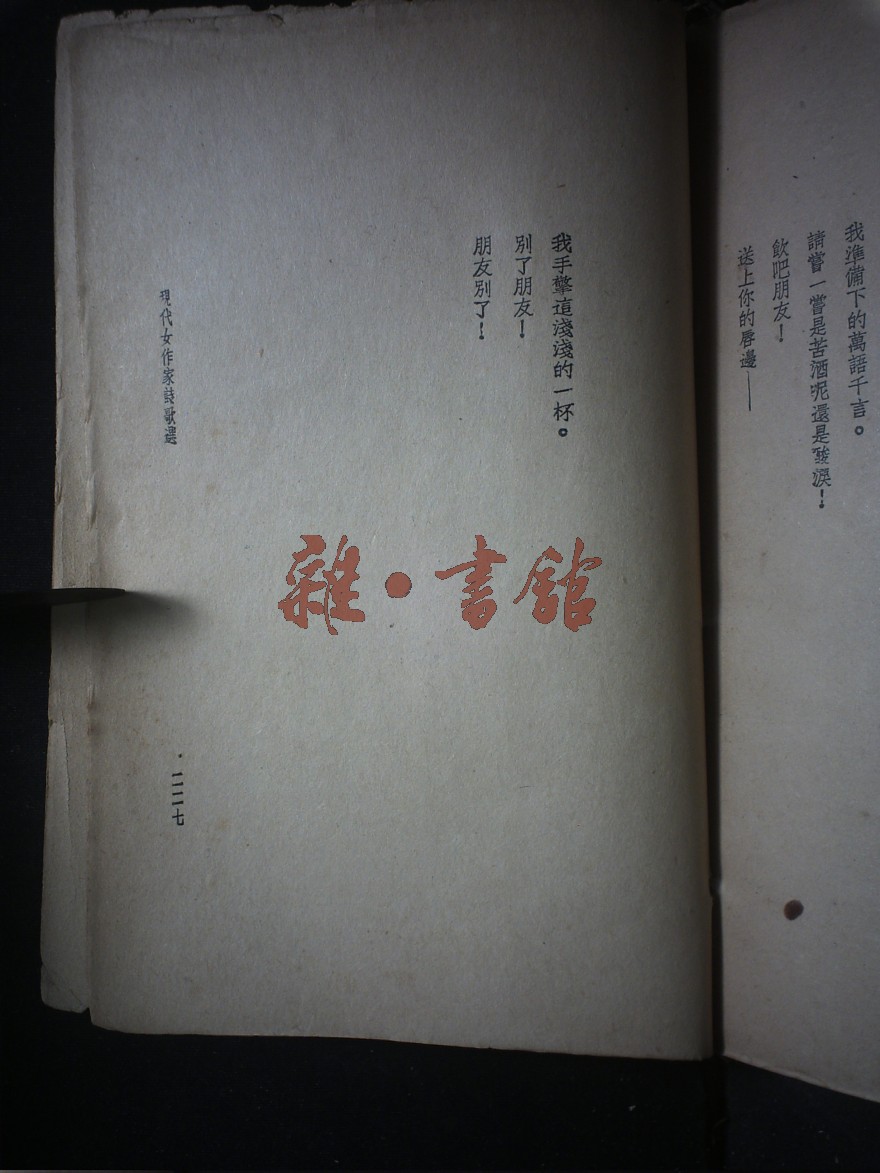 我準備下的萬語千言。
請嘗一嘗是苦酒呢還是酸淚！
飲吧朋友！
送上你的唇邊——
我手擎這淺淺的一杯。
別了朋友！
朋友別了！
現代女作家詩歌選
·二二七
雜·書館